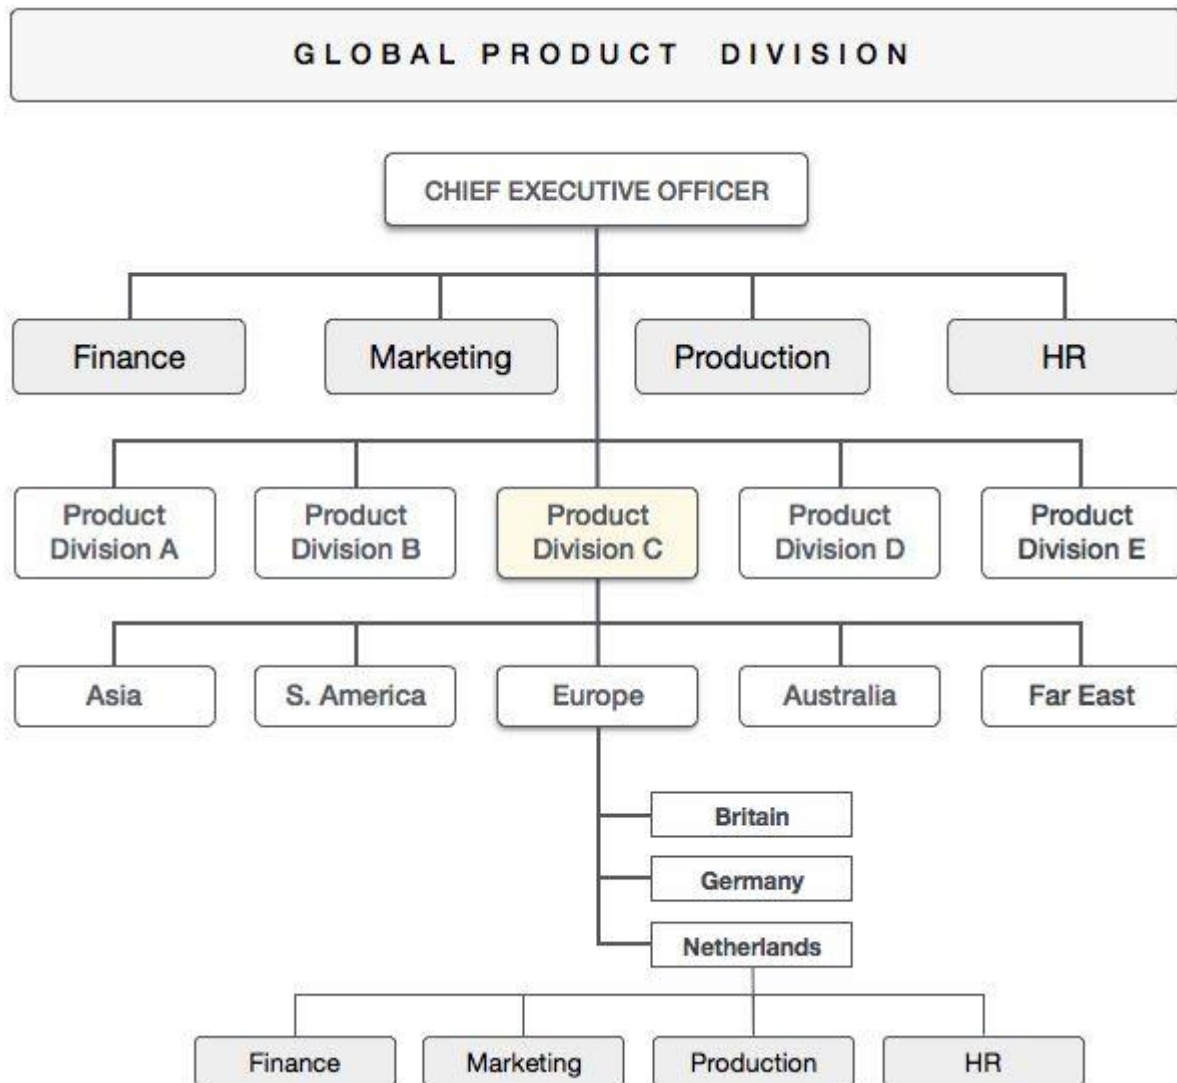 GLOBAL PRODUCT DIVISION
CHIEF EXECUTIVE OFFICER
Finance
Marketing
Production
HR
Product
Division A
Product
Division B
Product
Division C
Product
Division D
Product
Division E
Asia
S. America
Europe
Australia
Far East
Britain
Germany
Netherlands
Finance
Marketing
Production
HR